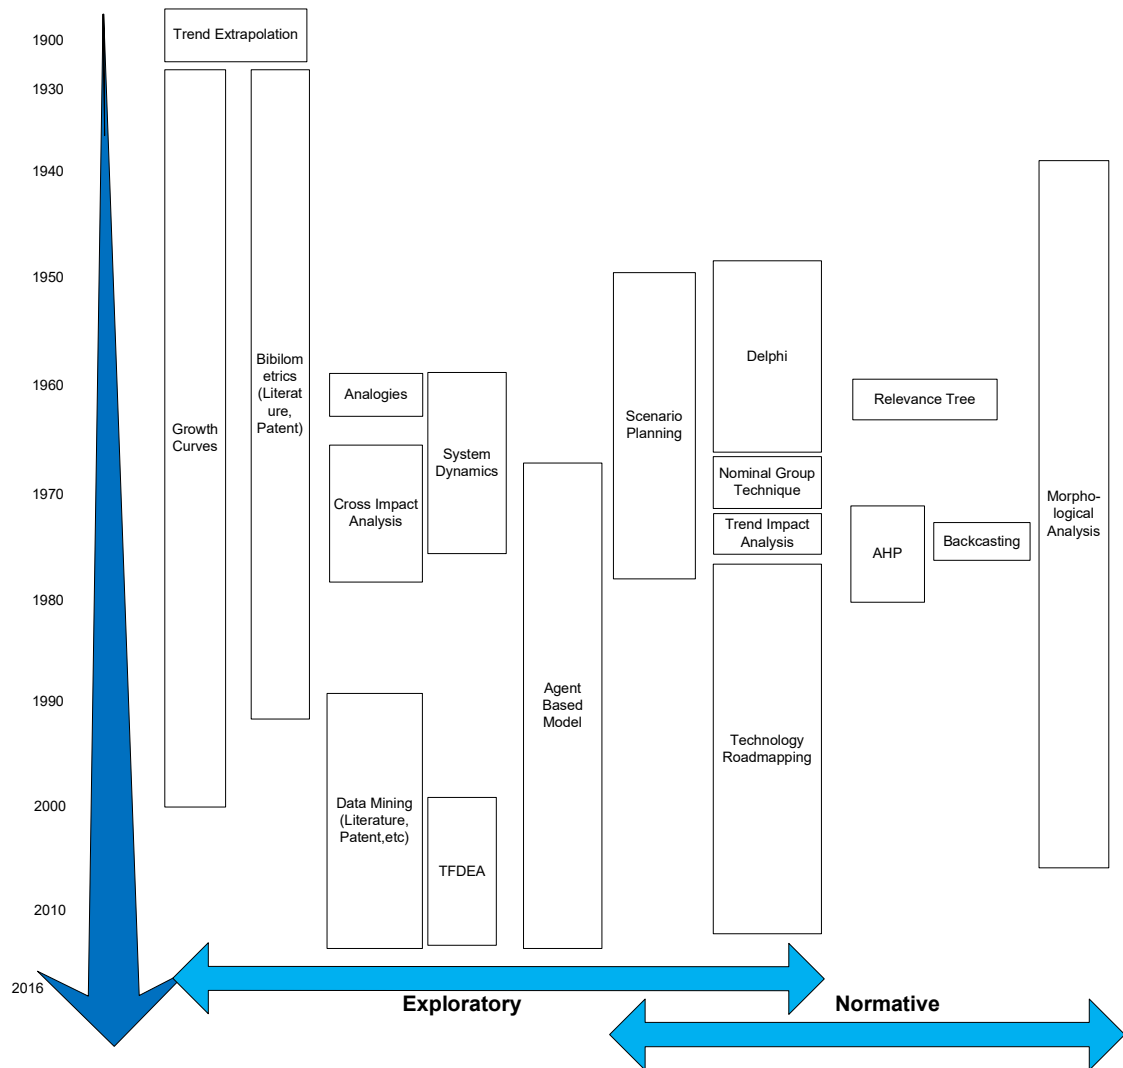 1900
1930
1940
1950
1960
1970
1980
1990
2000
2010
2016
Trend Extrapolation
Growth
Curves
Bibilom
etrics
(Literat
ure,
Patent)
Analogies
Cross Impact
Analysis
System
Dynamics
Data Mining
(Literature,
Patent,etc)
TFDEA
Agent
Based
Model
Scenario
Planning
Delphi
Nominal Group
Technique
Trend Impact
Analysis
Technology
Roadmapping
Relevance Tree
AHP
Backcasting
Morpho-
logical
Analysis
Exploratory
Normative